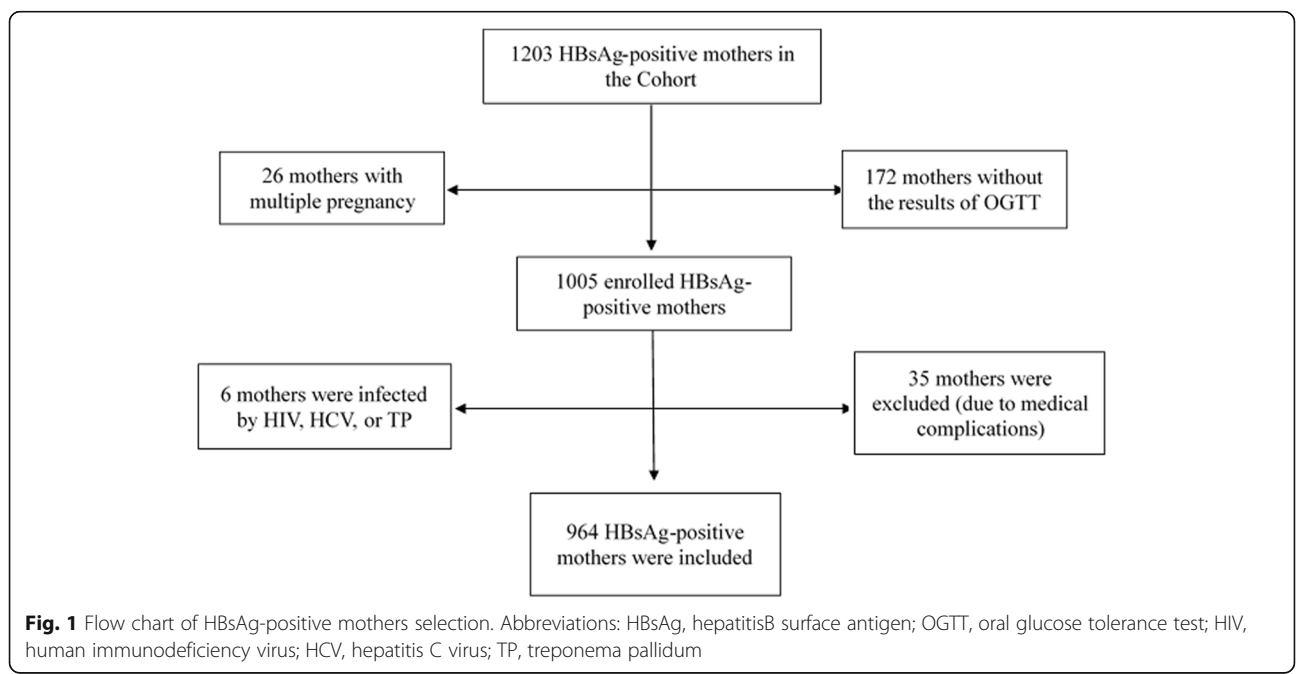 1203 HBsAg-positive mothers in
the Cohort
26 mothers with
multiple pregnancy
172 mothers without
the results of OGTT
1005 enrolled HBsAg-
positive mothers
6 mothers were infected
by HIV, HCV, or TP
35 mothers were
excluded (due to medical
complications)
964 HBsAg-positive
mothers were included
Fig. 1 Flow chart of HBsAg-positive mothers selection. Abbreviations: HBsAg, hepatitisB surface antigen; OGTT, oral glucose tolerance test; HIV,
human immunodeficiency virus; HCV, hepatitis C virus; TP, treponema pallidum